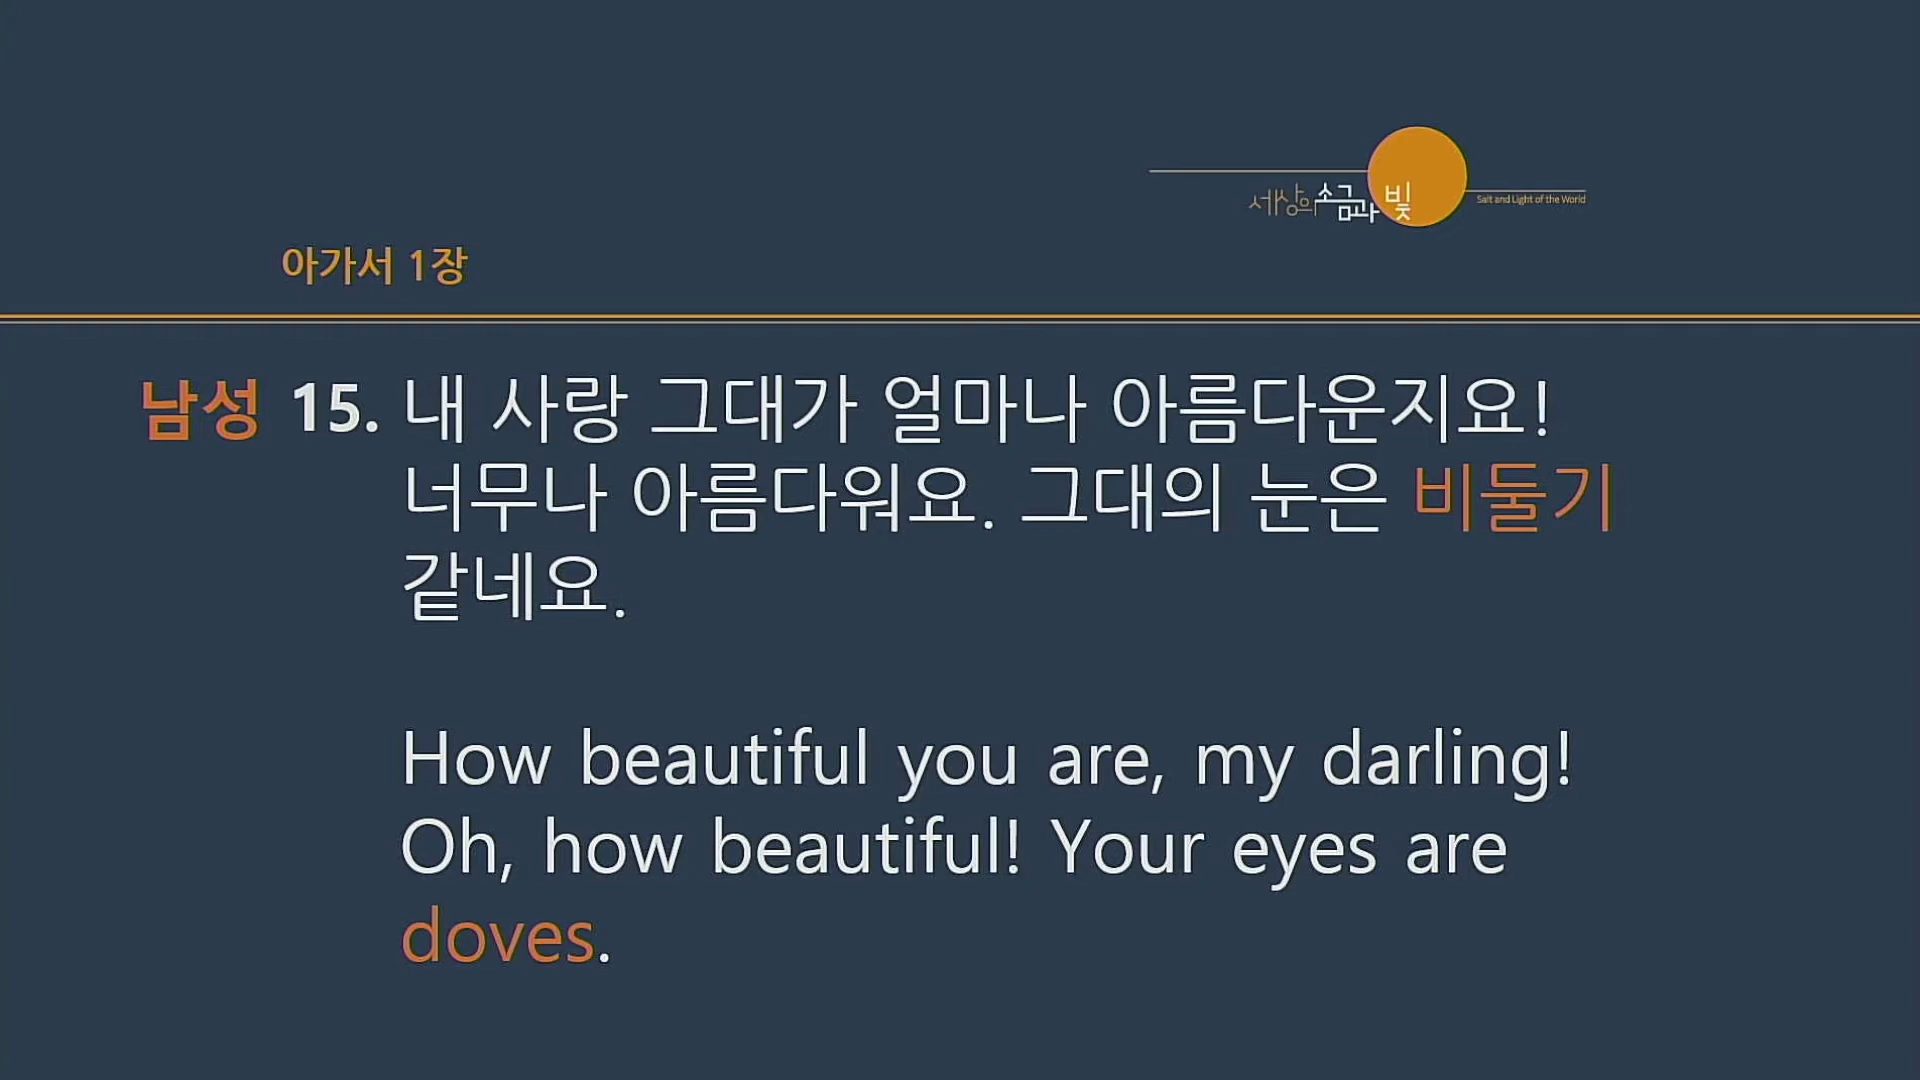 세상의 소금과 빛
Salt and Light of the World
아가서 1장
남성 15. 내 사랑 그대가 얼마나 아름다운지요!
너무나 아름다워요. 그대의 눈은 비둘기
같네요.
How beautiful you are, my darling!
Oh, how beautiful! Your eyes are
doves.